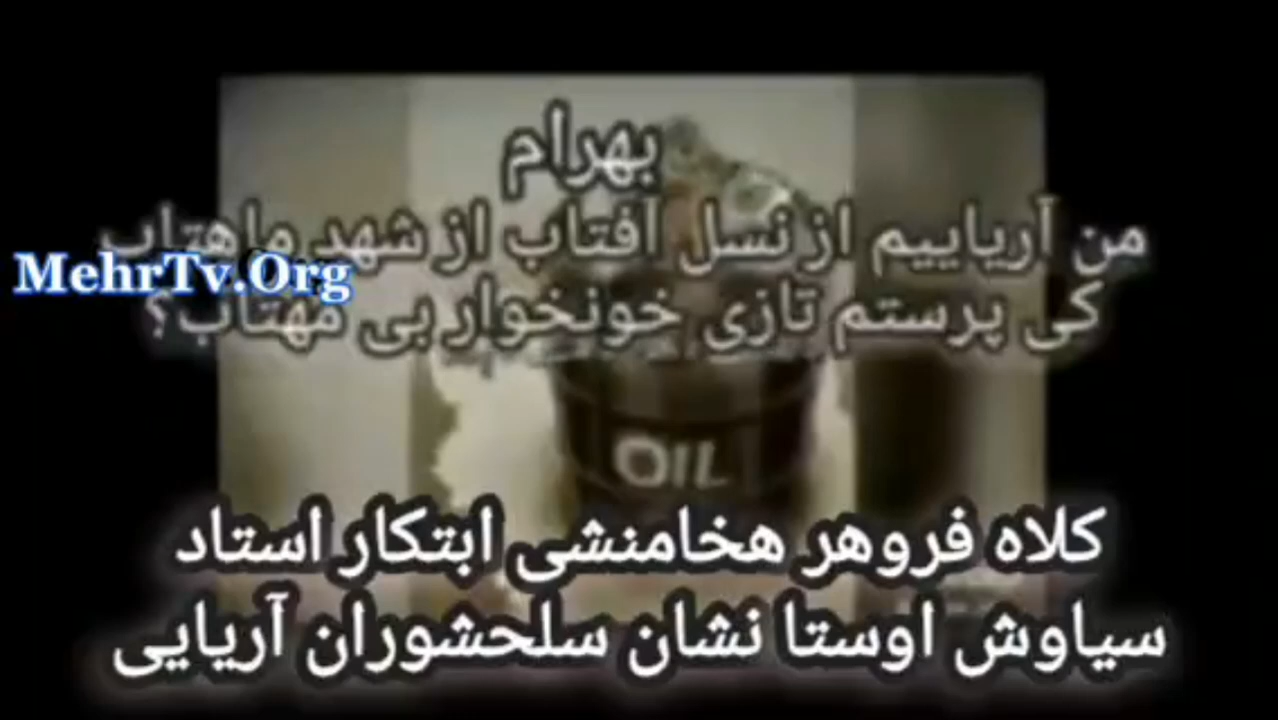 بهرام
من آریاییم از نسل آفتاب از شهد ماهتاب
MehrTv.Org
کی پرستم تازی خونخوار بی مهتاب؟
OIL
کلاه فروهر هخامنشی ابتکار استاد
سیاوش اوستا نشان سلحشوران آریایی